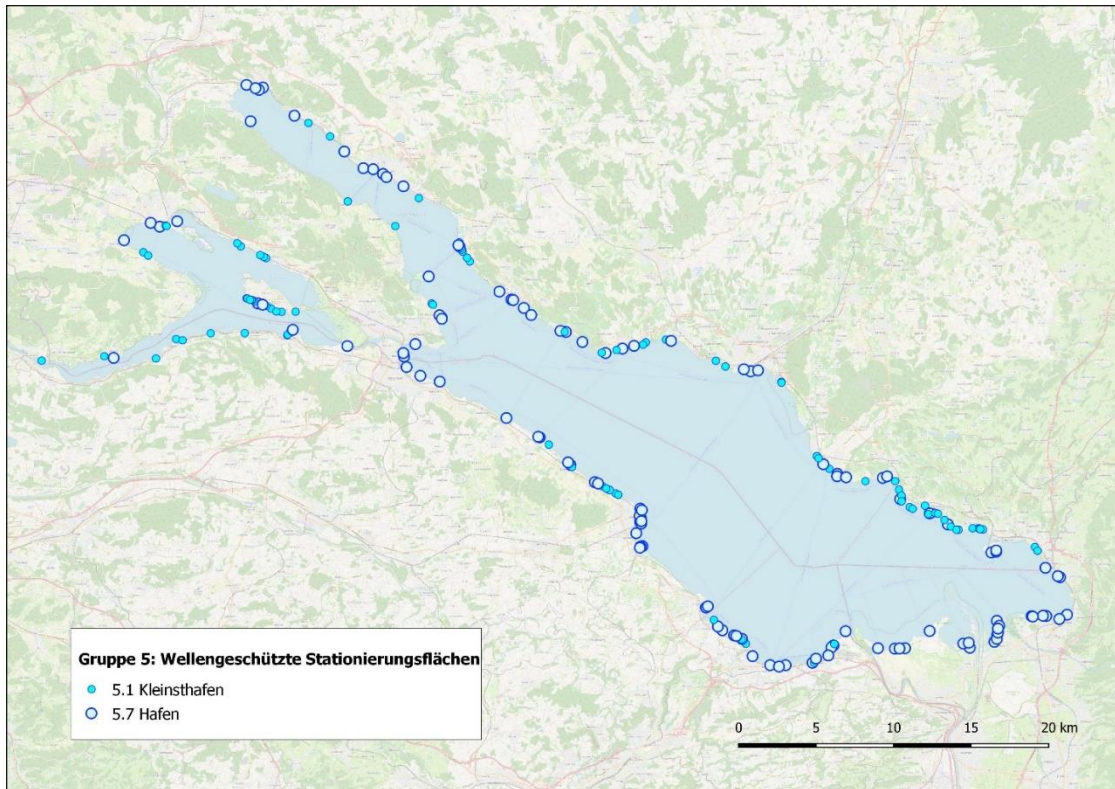 Gruppe 5: Wellengeschützte Stationierungsflächen
5.1 Kleinsthafen
5.7 Hafen
0 5 10 15 20 km